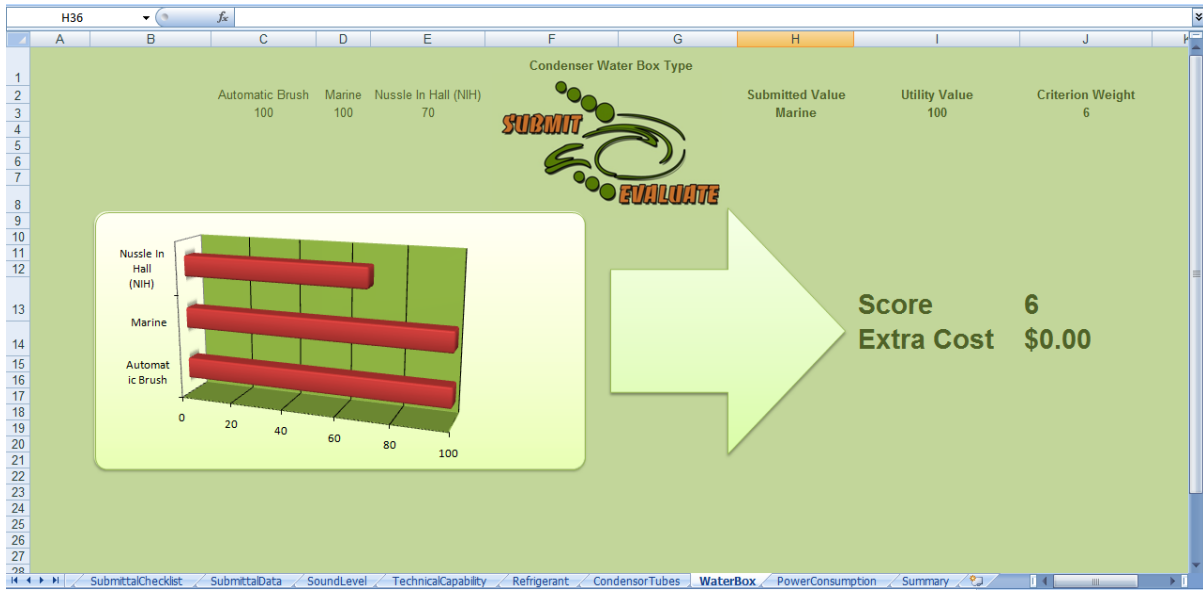 H36 fx
A B C D E F G H I J K
1 Condenser Water Box Type
2 Automatic Brush Marine Nussle In Hall (NIH) Submitted Value Utility Value Criterion Weight
3 100 100 70 Marine 100 6
SUBMIT
EVALUATE
4
5
6
7
8
9
10
11
12
13
14
15
16
17
18
19
20
21
22
23
24
25
26
27
28
Nussle In
Hall
(NIH)
Marine
Automat
ic Brush
0 20 40 60 80 100
Score 6
Extra Cost $0.00
SubmittalChecklist SubmittalData SoundLevel TechnicalCapability Refrigerant CondensorTubes WaterBox PowerConsumption Summary